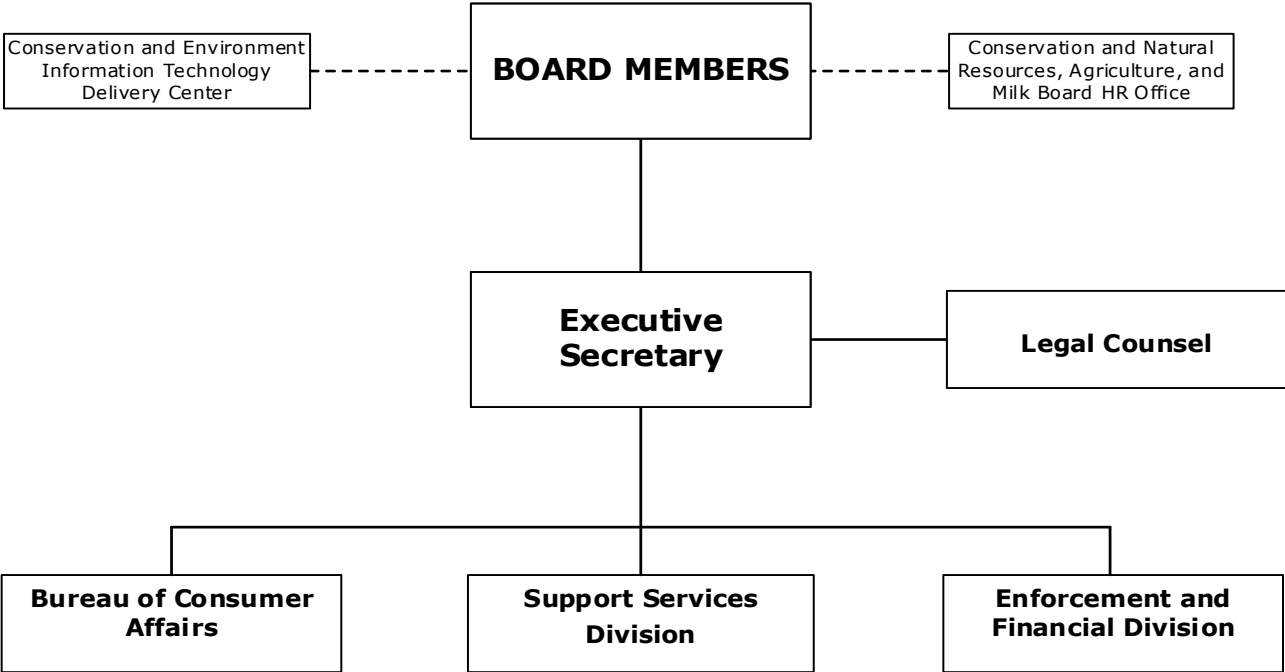 Conservation and Environment
Information Technology
Delivery Center
BOARD MEMBERS
Conservation and Natural
Resources, Agriculture, and
Milk Board HR Office
Executive
Secretary
Legal Counsel
Bureau of Consumer
Affairs
Support Services
Division
Enforcement and
Financial Division